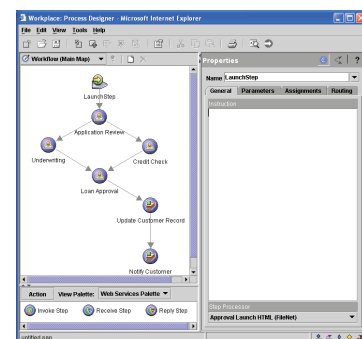 Workplace: Process Designer - Microsoft Internet Explorer
File Edit View Tools Help
Workflow (Main Map)
Properties
Name LaunchStep
General Parameters Assignments Routing
Instruction
LaunchStep
Application Review
Underwriting
Credit Check
Loan Approval
Update Customer Record
Notify Customer
Action View Palette: Web Services Palette
Invoke Step Receive Step Reply Step
Step Processor
Approval Launch HTML (FileNet)